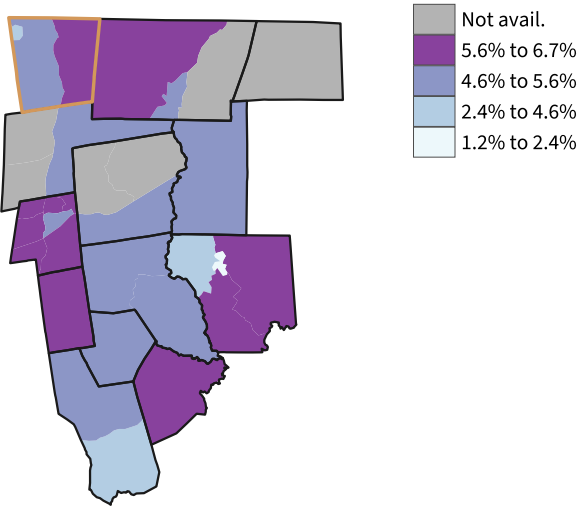 Not avail.
5.6% to 6.7%
4.6% to 5.6%
2.4% to 4.6%
1.2% to 2.4%